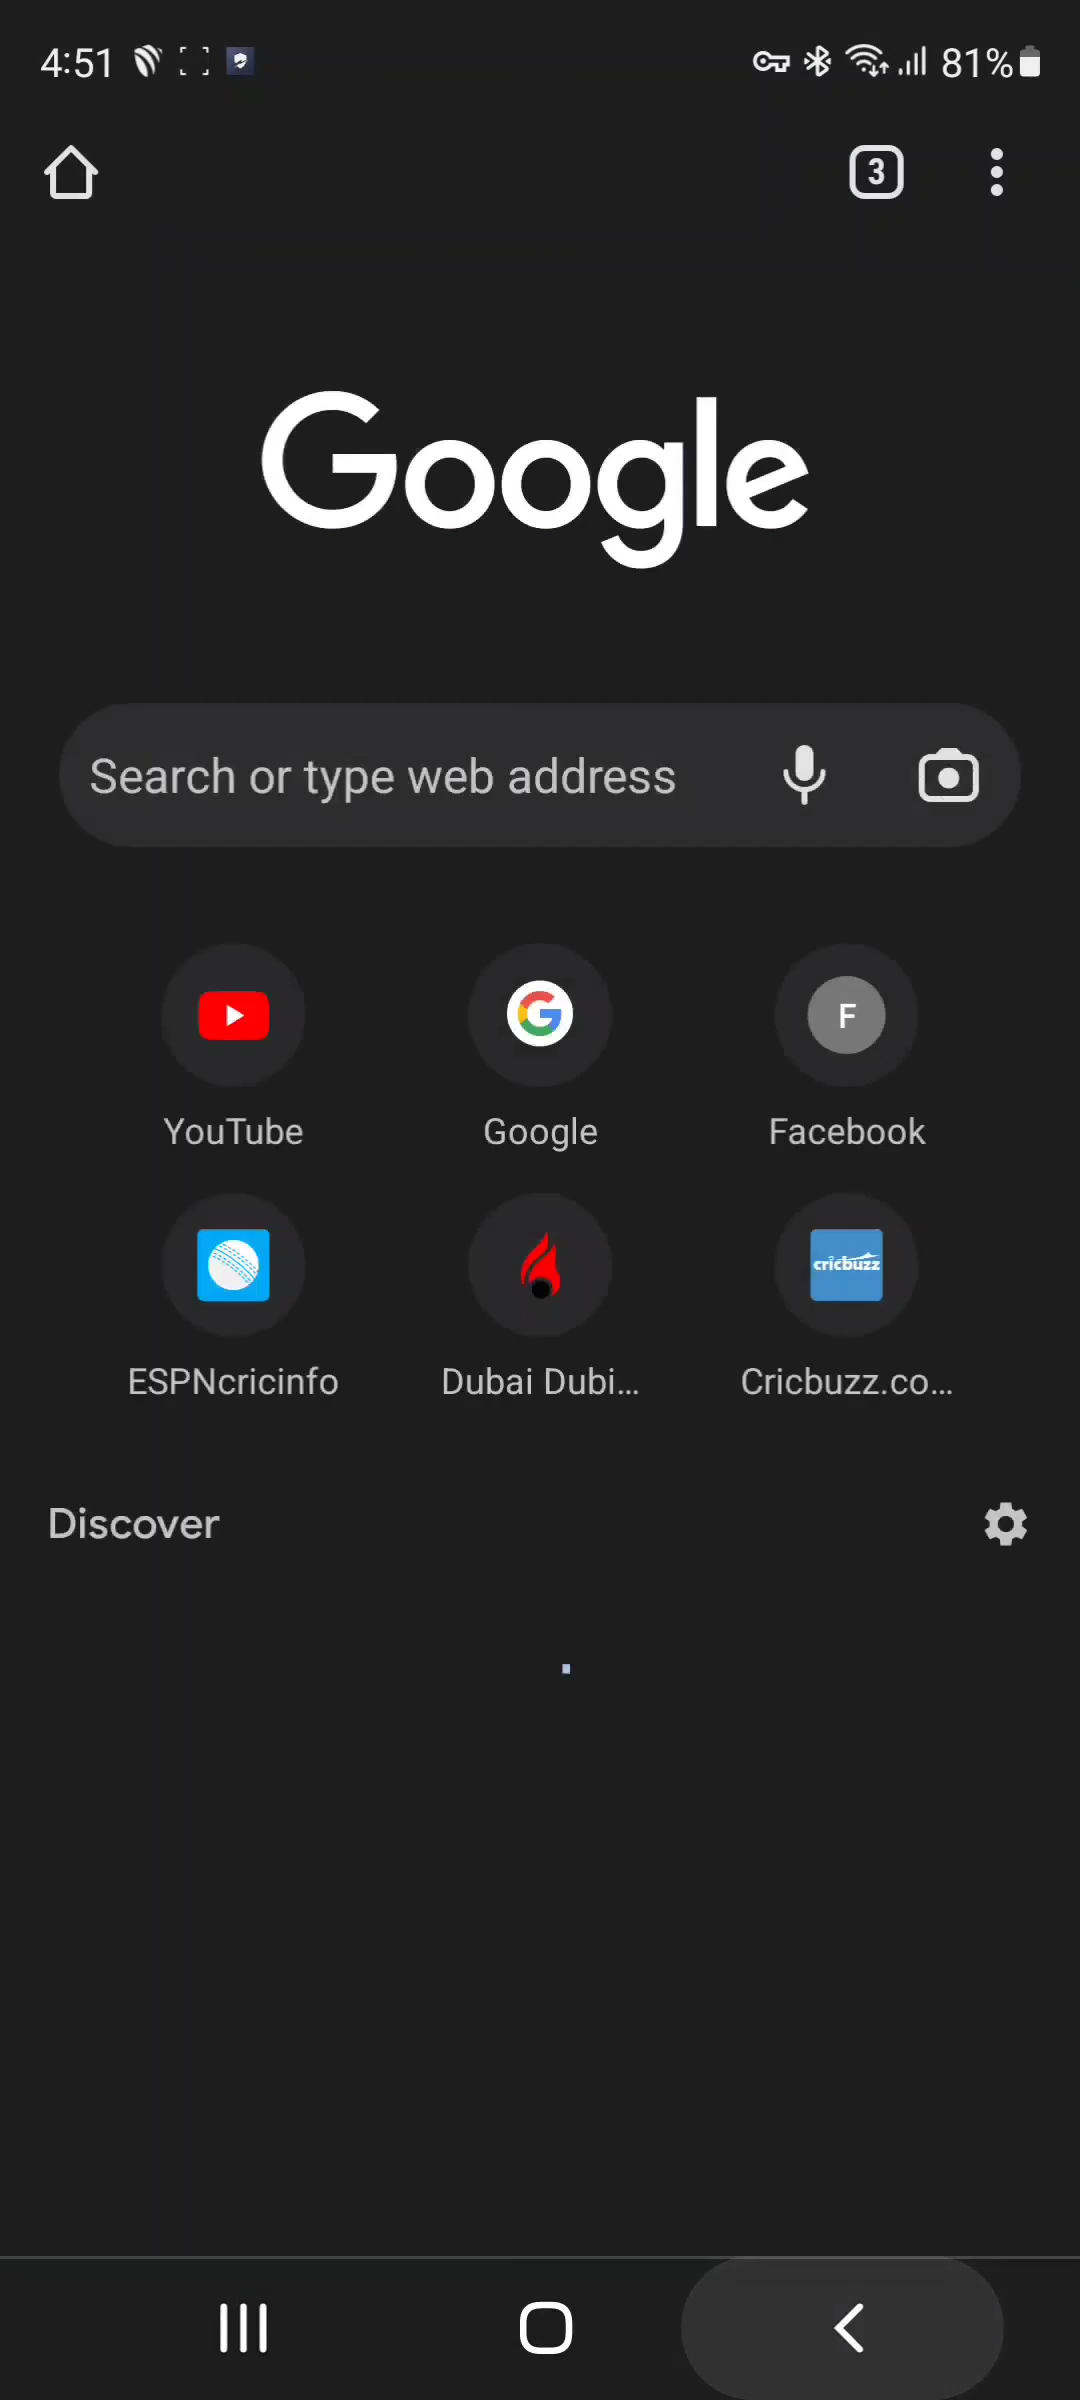 4:51
81%
3
Google
Search or type web address
F
YouTube
Google
Facebook
cricbuzz
ESPNcricinfo
Dubai Dubi...
Cricbuzz.co...
Discover